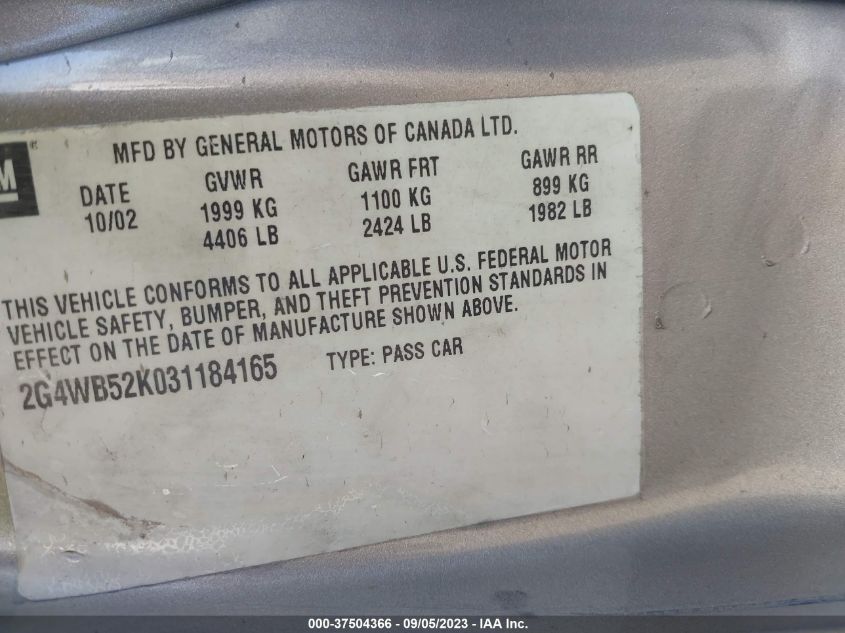 M ®
MFD BY GENERAL MOTORS OF CANADA LTD.
DATE GVWR GAWR FRT GAWR RR
10/02 1999 KG 1100 KG 899 KG
4406 LB 2424 LB 1982 LB
THIS VEHICLE CONFORMS TO ALL APPLICABLE U.S. FEDERAL MOTOR
VEHICLE SAFETY, BUMPER, AND THEFT PREVENTION STANDARDS IN
EFFECT ON THE DATE OF MANUFACTURE SHOWN ABOVE.
2G4WB52K031184165 TYPE: PASS CAR
000-37504366 - 09/05/2023 - IAA Inc.